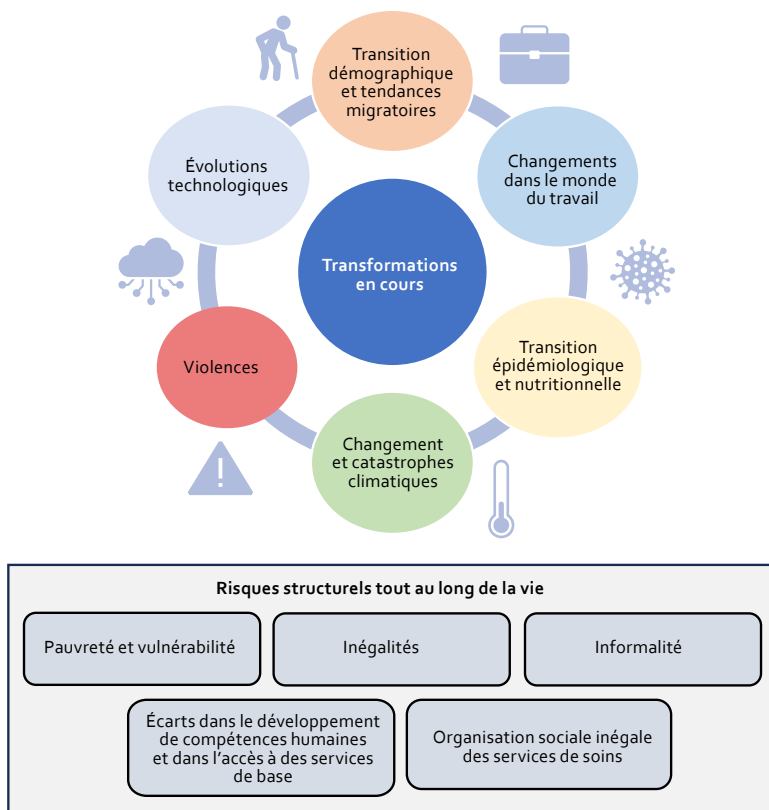 Transition
démographique
et tendances
migratoires
Évolutions
technologiques
Changements
dans le monde
du travail
Transformations
en cours
Violences
Transition
épidémiologique
et nutritionnelle
Changement
et catastrophes
climatiques
Risques structurels tout au long de la vie
Pauvreté et vulnérabilité
Inégalités
Informalité
Écarts dans le développement
de compétences humaines
et dans l’accès à des services
de base
Organisation sociale inégale
des services de soins